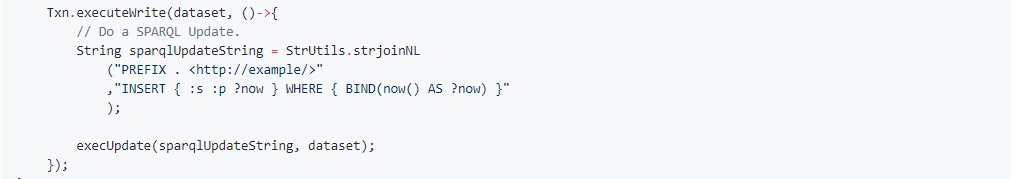 Txn.executeWrite(dataset, ()->{
// Do a SPARQL Update.
String sparqlUpdateString = StrUtils.strjoinNL
("PREFIX . <http://example/>"
,"INSERT { :s :p ?now } WHERE { BIND(now() AS ?now) }"
);
execUpdate(sparqlUpdateString, dataset);
});